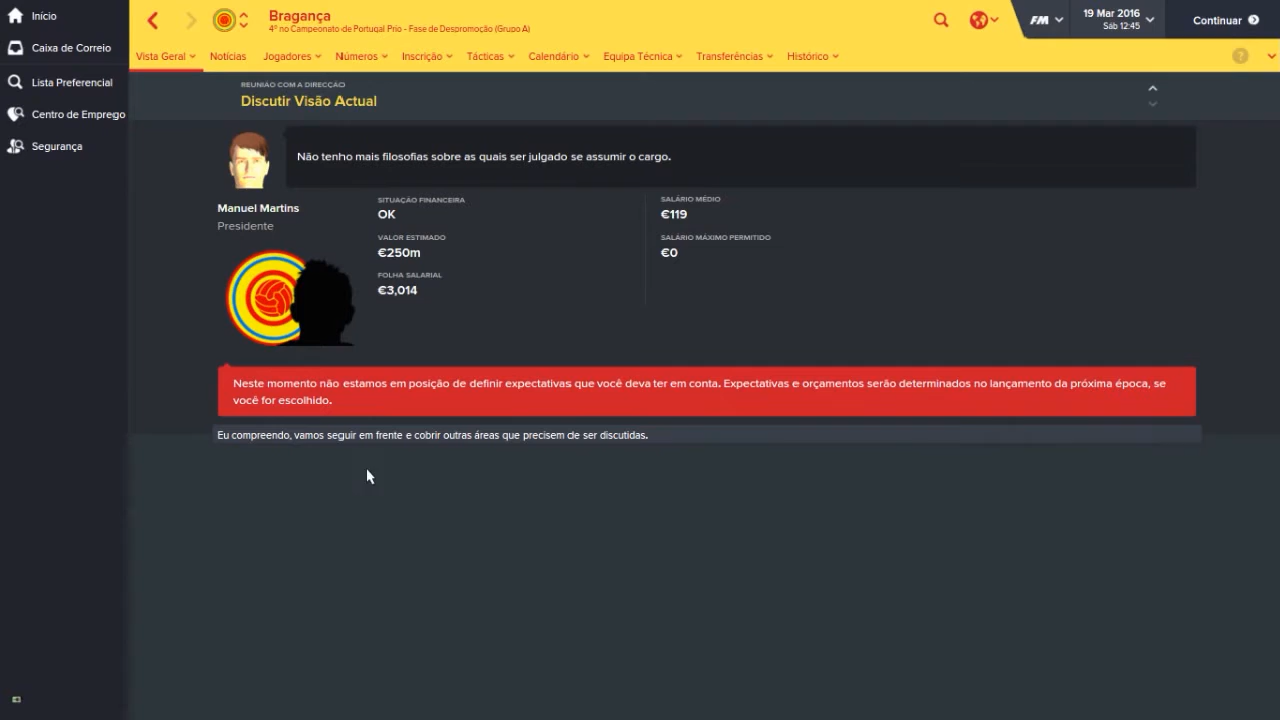 Início
Caixa de Correio
Lista Preferencial
Centro de Emprego
Segurança
Bragança
4º no Campeonato de Portugal Prio - Fase de Despromoção (Grupo A)
FM
19 Mar 2016
Sáb 12:45
Continuar
Vista Geral
Notícias
Jogadores
Números
Inscrição
Tácticas
Calendário
Equipa Técnica
Transferências
Histórico
?
REUNIÃO COM A DIRECÇÃO
Discutir Visão Actual
Não tenho mais filosofias sobre as quais ser julgado se assumir o cargo.
Manuel Martins
Presidente
SITUAÇÃO FINANCEIRA
OK
VALOR ESTIMADO
€250m
FOLHA SALARIAL
€3,014
SALÁRIO MÉDIO
€119
SALÁRIO MÁXIMO PERMITIDO
€0
Neste momento não estamos em posição de definir expectativas que você deva ter em conta. Expectativas e orçamentos serão determinados no lançamento da próxima época, se
você for escolhido.
Eu compreendo, vamos seguir em frente e cobrir outras áreas que precisem de ser discutidas.